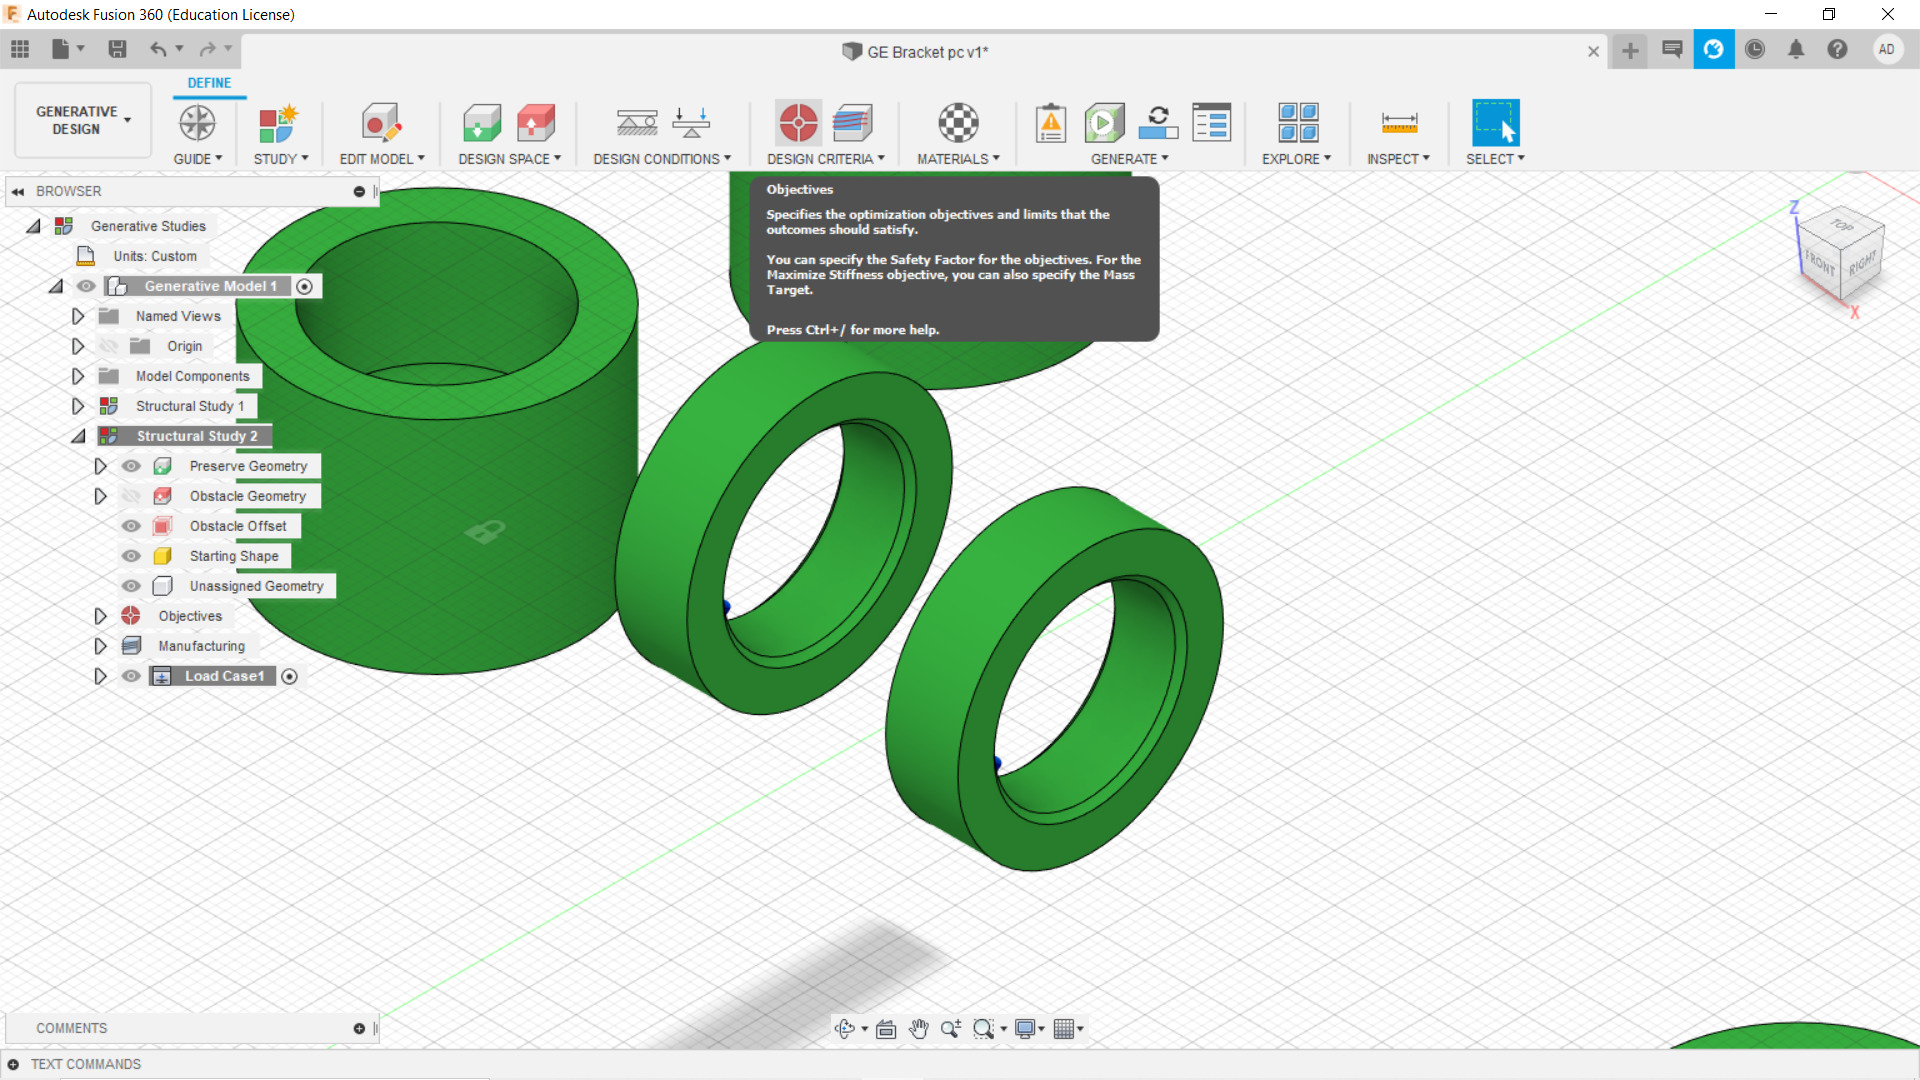 Autodesk Fusion 360 (Education License)
GE Bracket pc v1*
AD
DEFINE
GENERATIVE
DESIGN
GUIDE
STUDY
EDIT MODEL
DESIGN SPACE
DESIGN CONDITIONS
DESIGN CRITERIA
MATERIALS
GENERATE
EXPLORE
INSPECT
SELECT
BROWSER
Generative Studies
Units: Custom
Generative Model 1
Named Views
Origin
Model Components
Structural Study 1
Structural Study 2
Preserve Geometry
Obstacle Geometry
Obstacle Offset
Starting Shape
Unassigned Geometry
Objectives
Manufacturing
Load Case1
Objectives
Specifies the optimization objectives and limits that the
outcomes should satisfy.
You can specify the Safety Factor for the objectives. For the
Maximize Stiffness objective, you can also specify the Mass
Target.
Press Ctrl+/ for more help.
Z
TOP
FRONT
RIGHT
X
COMMENTS
TEXT COMMANDS